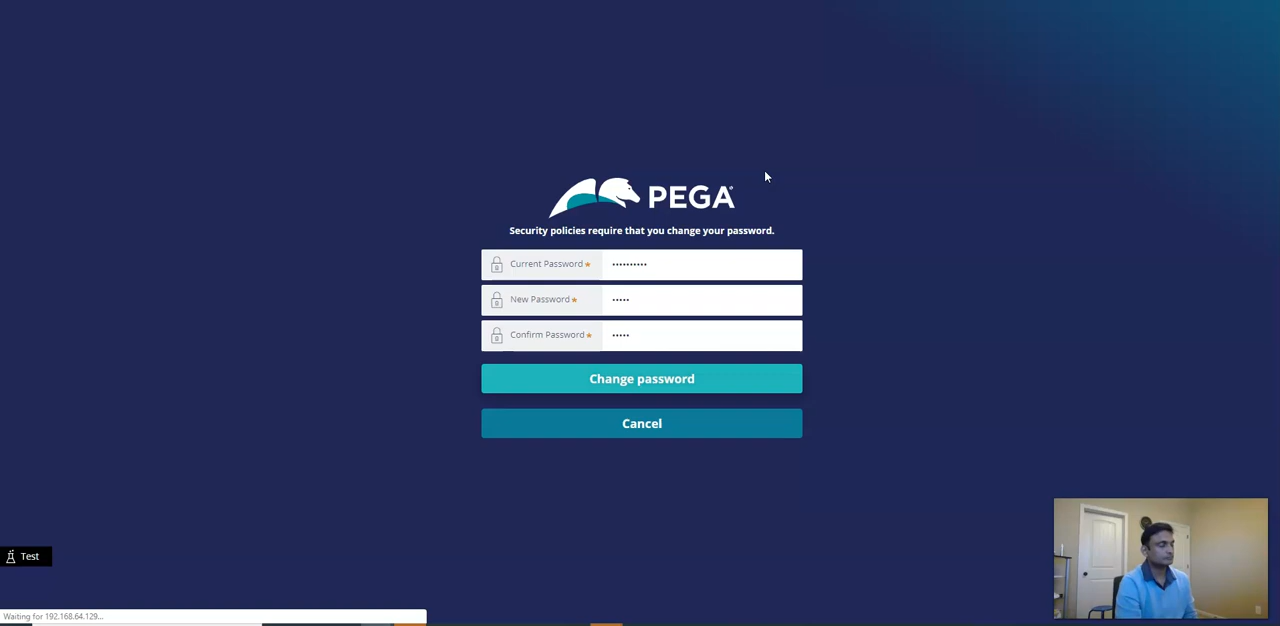 PEGA
Security policies require that you change your password.
Current Password★ ••••••••••
New Password★ •••••
Confirm Password★ •••••
Change password
Cancel
Test
Waiting for 192.168.64.129...